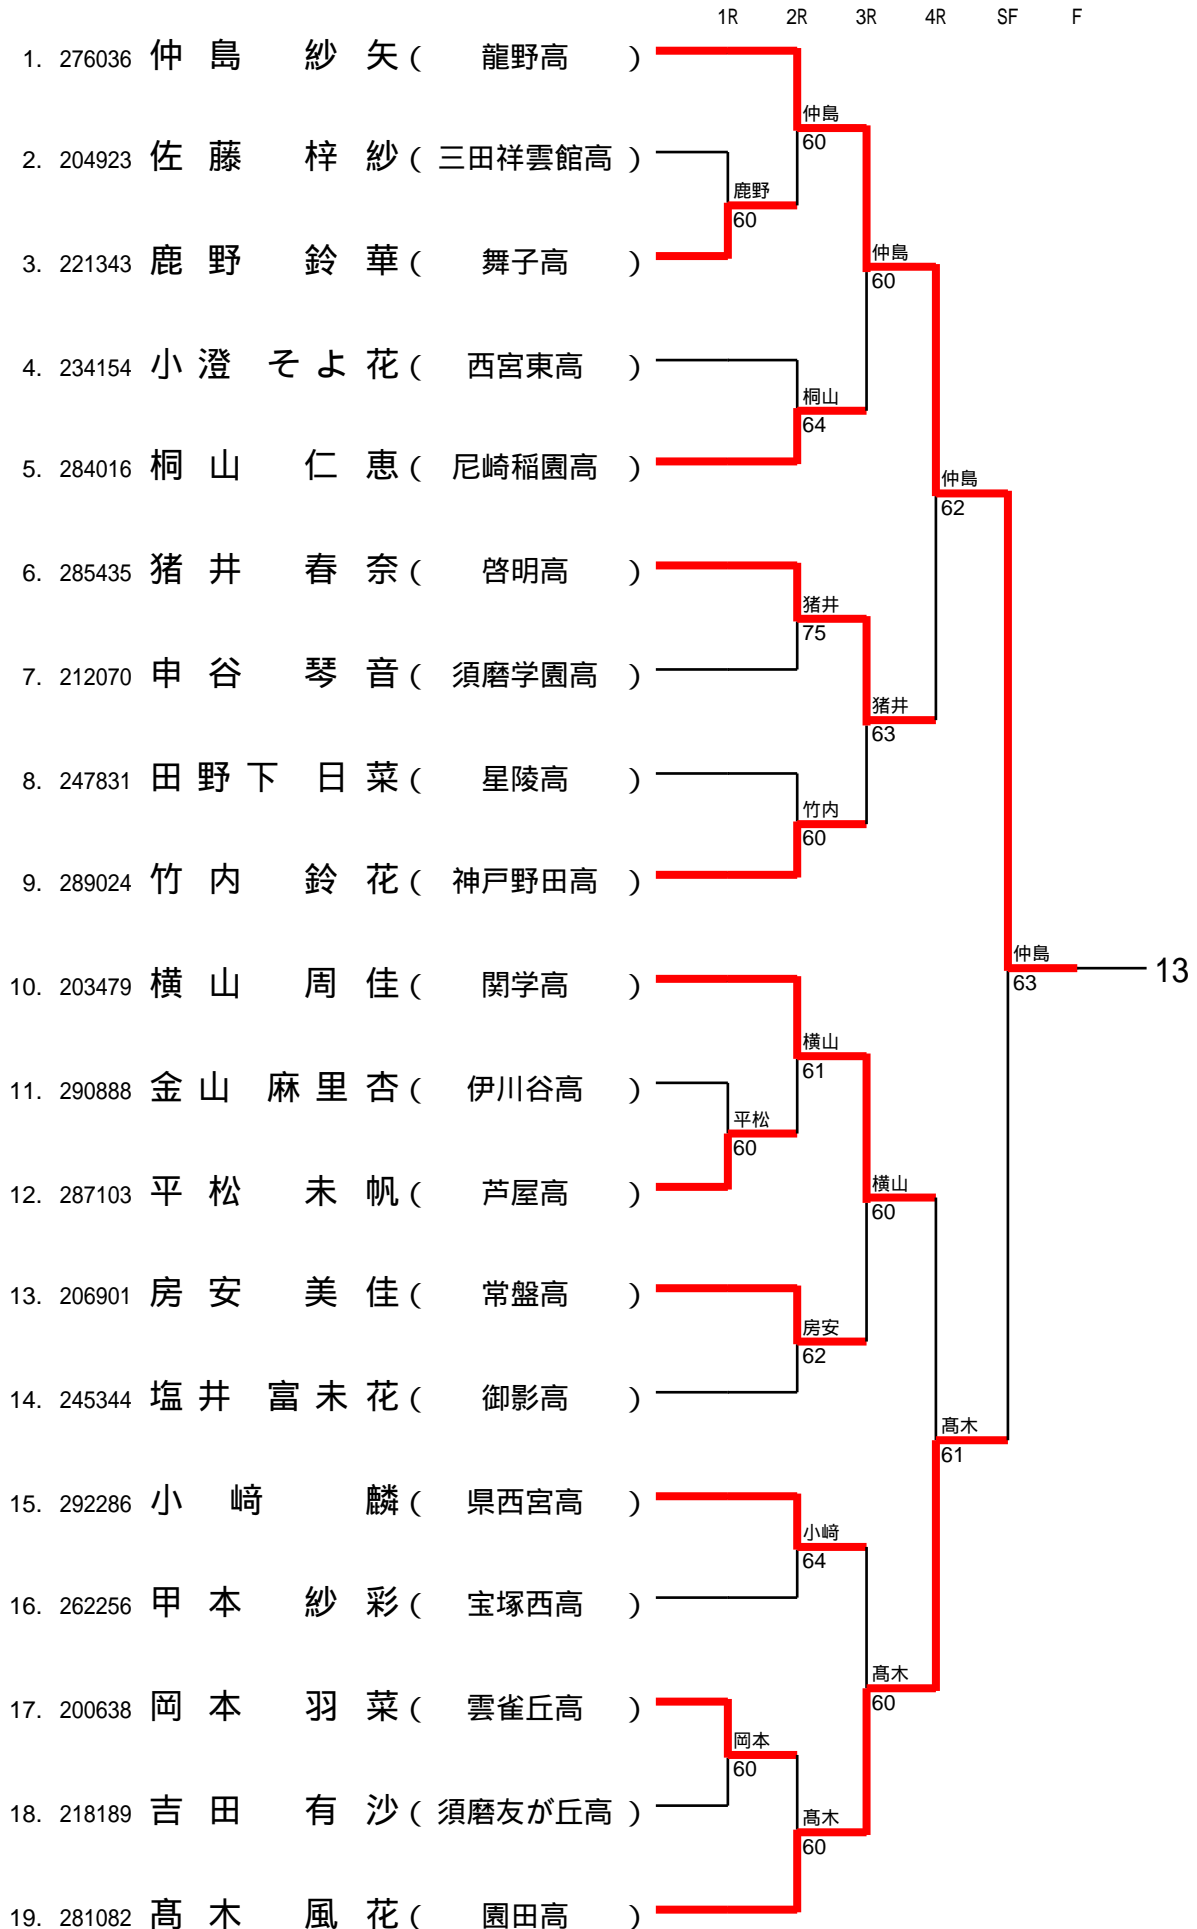 1R 2R 3R 4R SF F
1. 276036 仲島 紗矢 ( 龍野高 )
仲島
60
2. 204923 佐藤 梓紗 ( 三田祥雲館高 )
鹿野
60
3. 221343 鹿野 鈴華 ( 舞子高 )
仲島
60
4. 234154 小澄 そよ花 ( 西宮東高 )
桐山
64
5. 284016 桐山 仁恵 ( 尼崎稲園高 )
仲島
62
6. 285435 猪井 春奈 ( 啓明高 )
猪井
75
7. 212070 申谷 琴音 ( 須磨学園高 )
猪井
63
8. 247831 田野下 日菜 ( 星陵高 )
竹内
60
9. 289024 竹内 鈴花 ( 神戸野田高 )
仲島
63
13
10. 203479 横山 周佳 ( 関学高 )
横山
61
11. 290888 金山 麻里杏 ( 伊川谷高 )
平松
60
12. 287103 平松 未帆 ( 芦屋高 )
横山
60
13. 206901 房安 美佳 ( 常盤高 )
房安
62
14. 245344 塩井 富未花 ( 御影高 )
髙木
61
15. 292286 小﨑 麟 ( 県西宮高 )
小﨑
64
16. 262256 甲本 紗彩 ( 宝塚西高 )
髙木
60
17. 200638 岡本 羽菜 ( 雲雀丘高 )
岡本
60
18. 218189 吉田 有沙 ( 須磨友が丘高 )
髙木
60
19. 281082 髙木 風花 ( 園田高 )